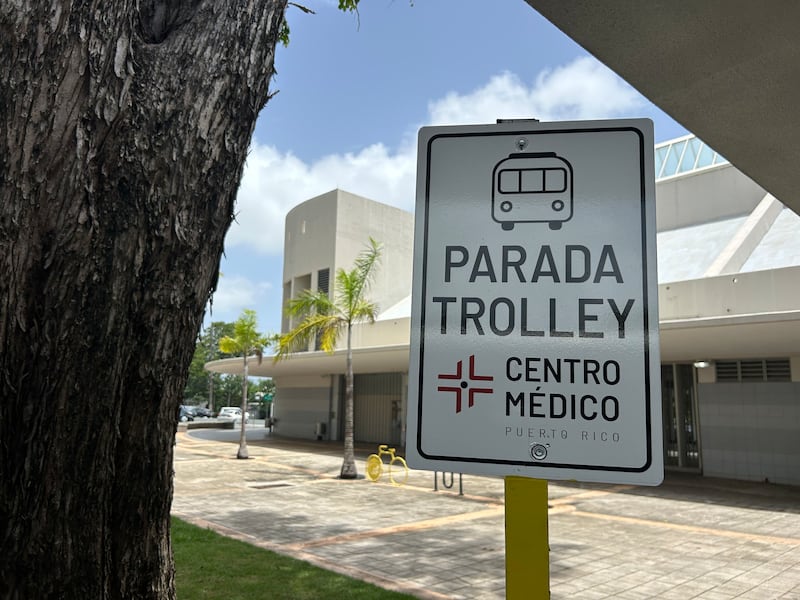 PARADA
TROLLEY
CENTRO
MÉDICO
PUERTO RICO